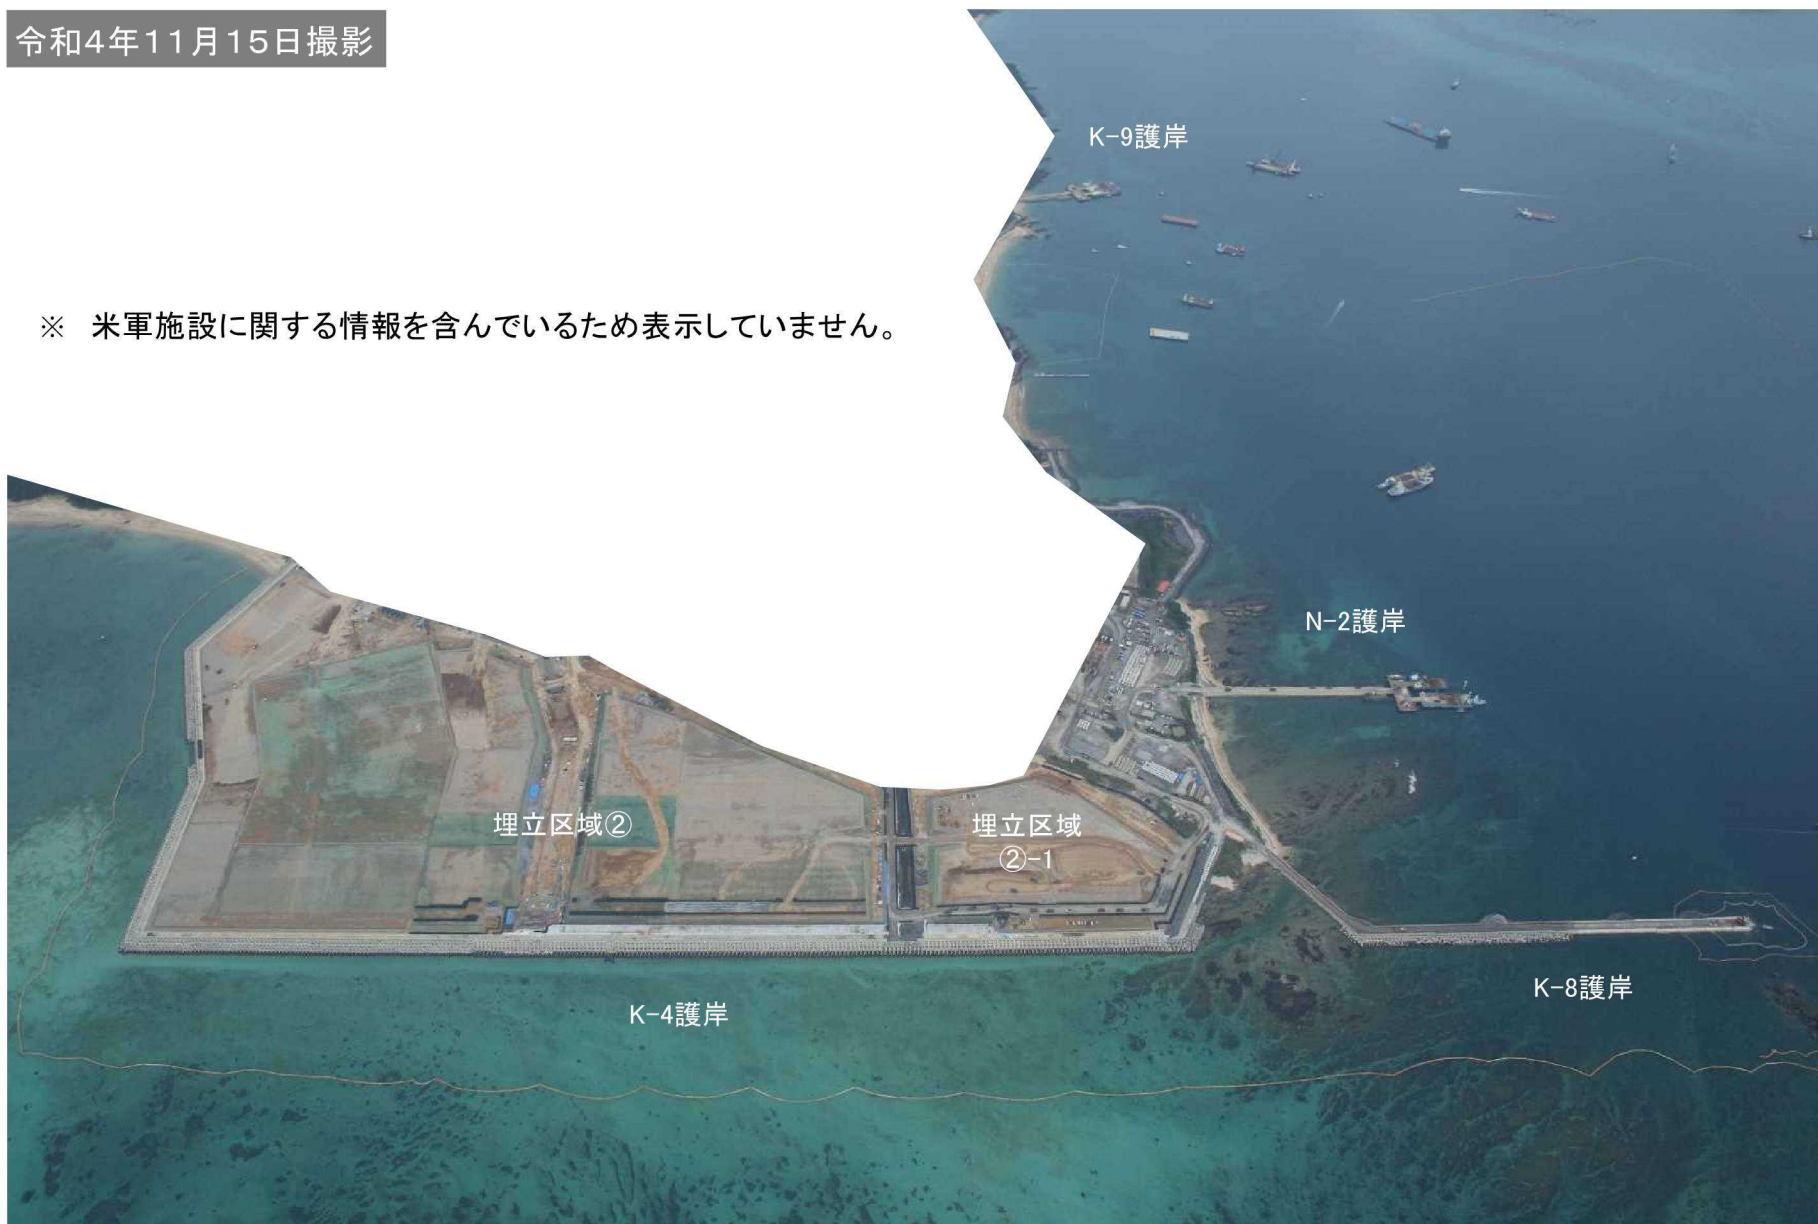 令和4年11月15日撮影
K-9護岸
※　米軍施設に関する情報を含んでいるため表示していません。
N-2護岸
埋立区域②
埋立区域
②-1
K-8護岸
K-4護岸